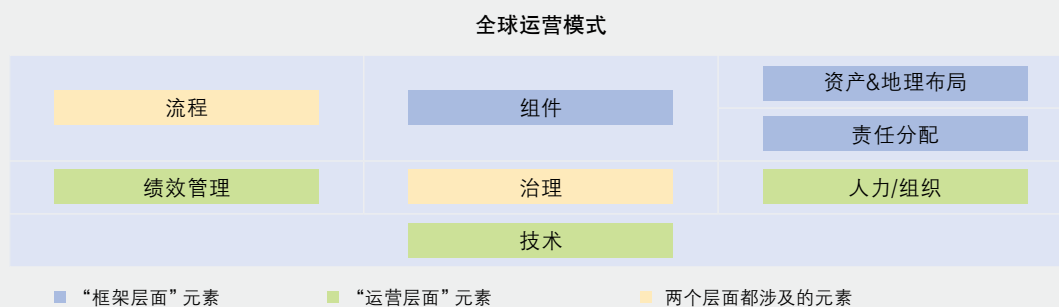 全球运营模式
流程
组件
资产&地理布局
责任分配
绩效管理
治理
人力/组织
技术
“框架层面”元素
“运营层面”元素
两个层面都涉及的元素